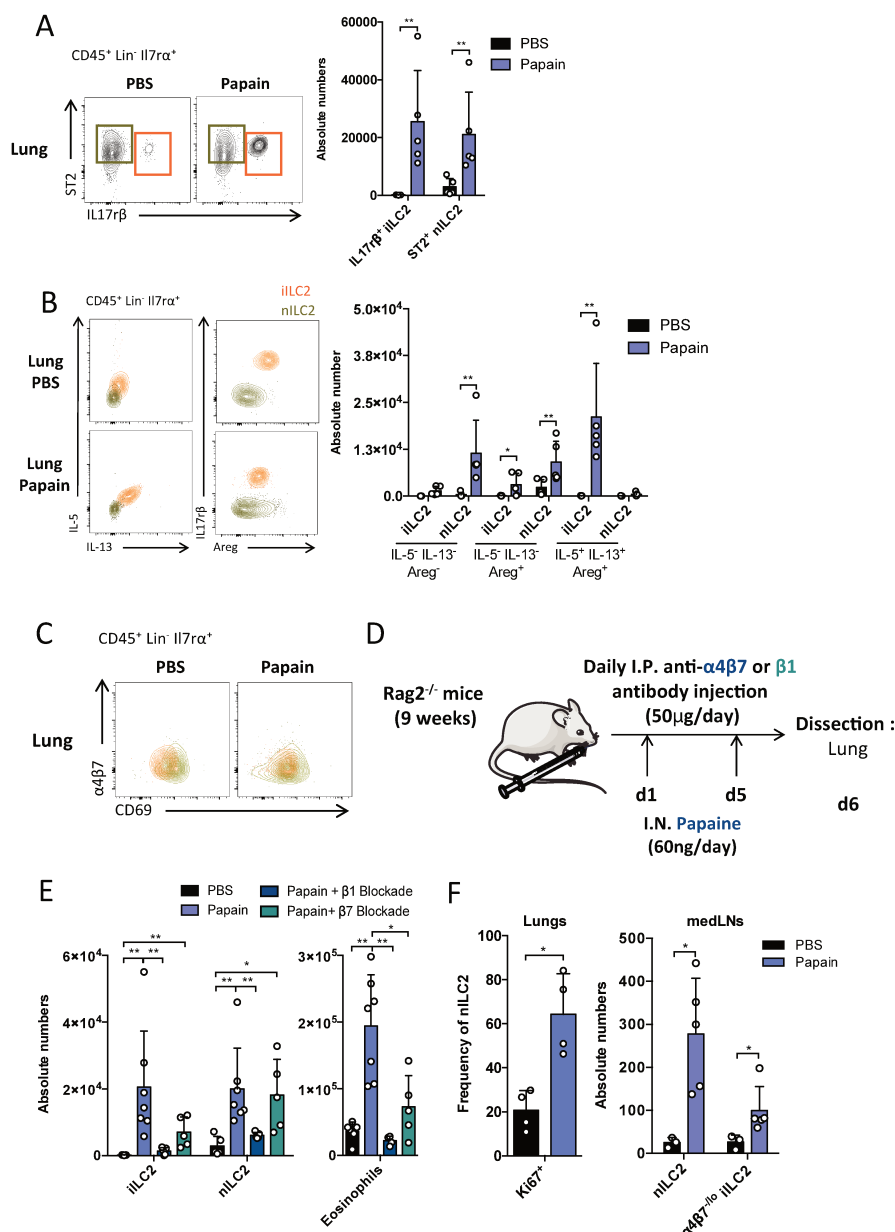 A
CD45⁺ Lin⁻ Il7rα⁺
PBS
Papain
Lung
ST2
IL17rβ
Absolute numbers
60000
40000
20000
0
IL17rβ⁺ iILC2
ST2⁺ nILC2
**
**
PBS
Papain
B
CD45⁺ Lin⁻ Il7rα⁺
iILC2
nILC2
Lung
PBS
Lung
Papain
IL-5
IL-13
IL17rβ
Areg
Absolute number
5.0×10⁴
3.8×10⁴
2.5×10⁴
1.3×10⁴
0.0
**
*
**
**
PBS
Papain
iILC2
nILC2
iILC2
nILC2
iILC2
nILC2
IL-5⁻ IL-13⁻
Areg⁻
IL-5⁻ IL-13⁻
Areg⁺
IL-5⁺ IL-13⁺
Areg⁺
C
CD45⁺ Lin⁻ Il7rα⁺
PBS
Papain
Lung
α4β7
CD69
D
Rag2⁻/⁻ mice
(9 weeks)
Daily I.P. anti-α4β7 or β1
antibody injection
(50μg/day)
Dissection :
Lung
d1
d5
d6
I.N. Papaine
(60ng/day)
E
PBS
Papain
Papain + β1 Blockade
Papain+ β7 Blockade
Absolute numbers
6×10⁴
4×10⁴
2×10⁴
0
**
** **
*
** **
iILC2
nILC2
3×10⁵
2×10⁵
1×10⁵
0
*
** **
Eosinophils
F
Lungs
Frequency of nILC2
100
80
60
40
20
0
*
Ki67⁺
medLNs
Absolute numbers
500
400
300
200
100
0
*
*
PBS
Papain
nILC2
α4β7⁻/lo iILC2